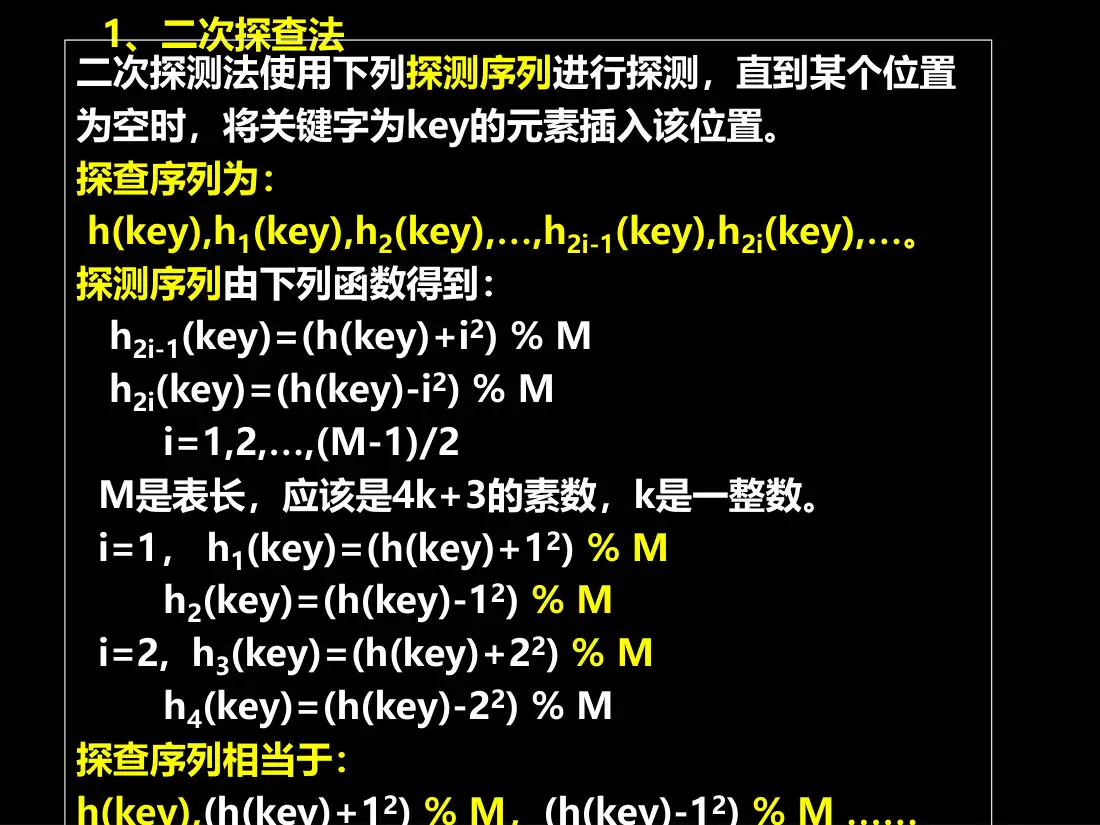 1、二次探查法
二次探测法使用下列探测序列进行探测，直到某个位置
为空时，将关键字为key的元素插入该位置。
探查序列为：
h(key),h₁(key),h₂(key),…,h₂ᵢ₋₁(key),h₂ᵢ(key),…。
探测序列由下列函数得到：
h₂ᵢ₋₁(key)=(h(key)+i²) % M
h₂ᵢ(key)=(h(key)-i²) % M
i=1,2,…,(M-1)/2
M是表长，应该是4k+3的素数，k是一整数。
i=1， h₁(key)=(h(key)+1²) % M
h₂(key)=(h(key)-1²) % M
i=2, h₃(key)=(h(key)+2²) % M
h₄(key)=(h(key)-2²) % M
探查序列相当于：
h(key),(h(key)+1²) % M，(h(key)-1²) % M ……